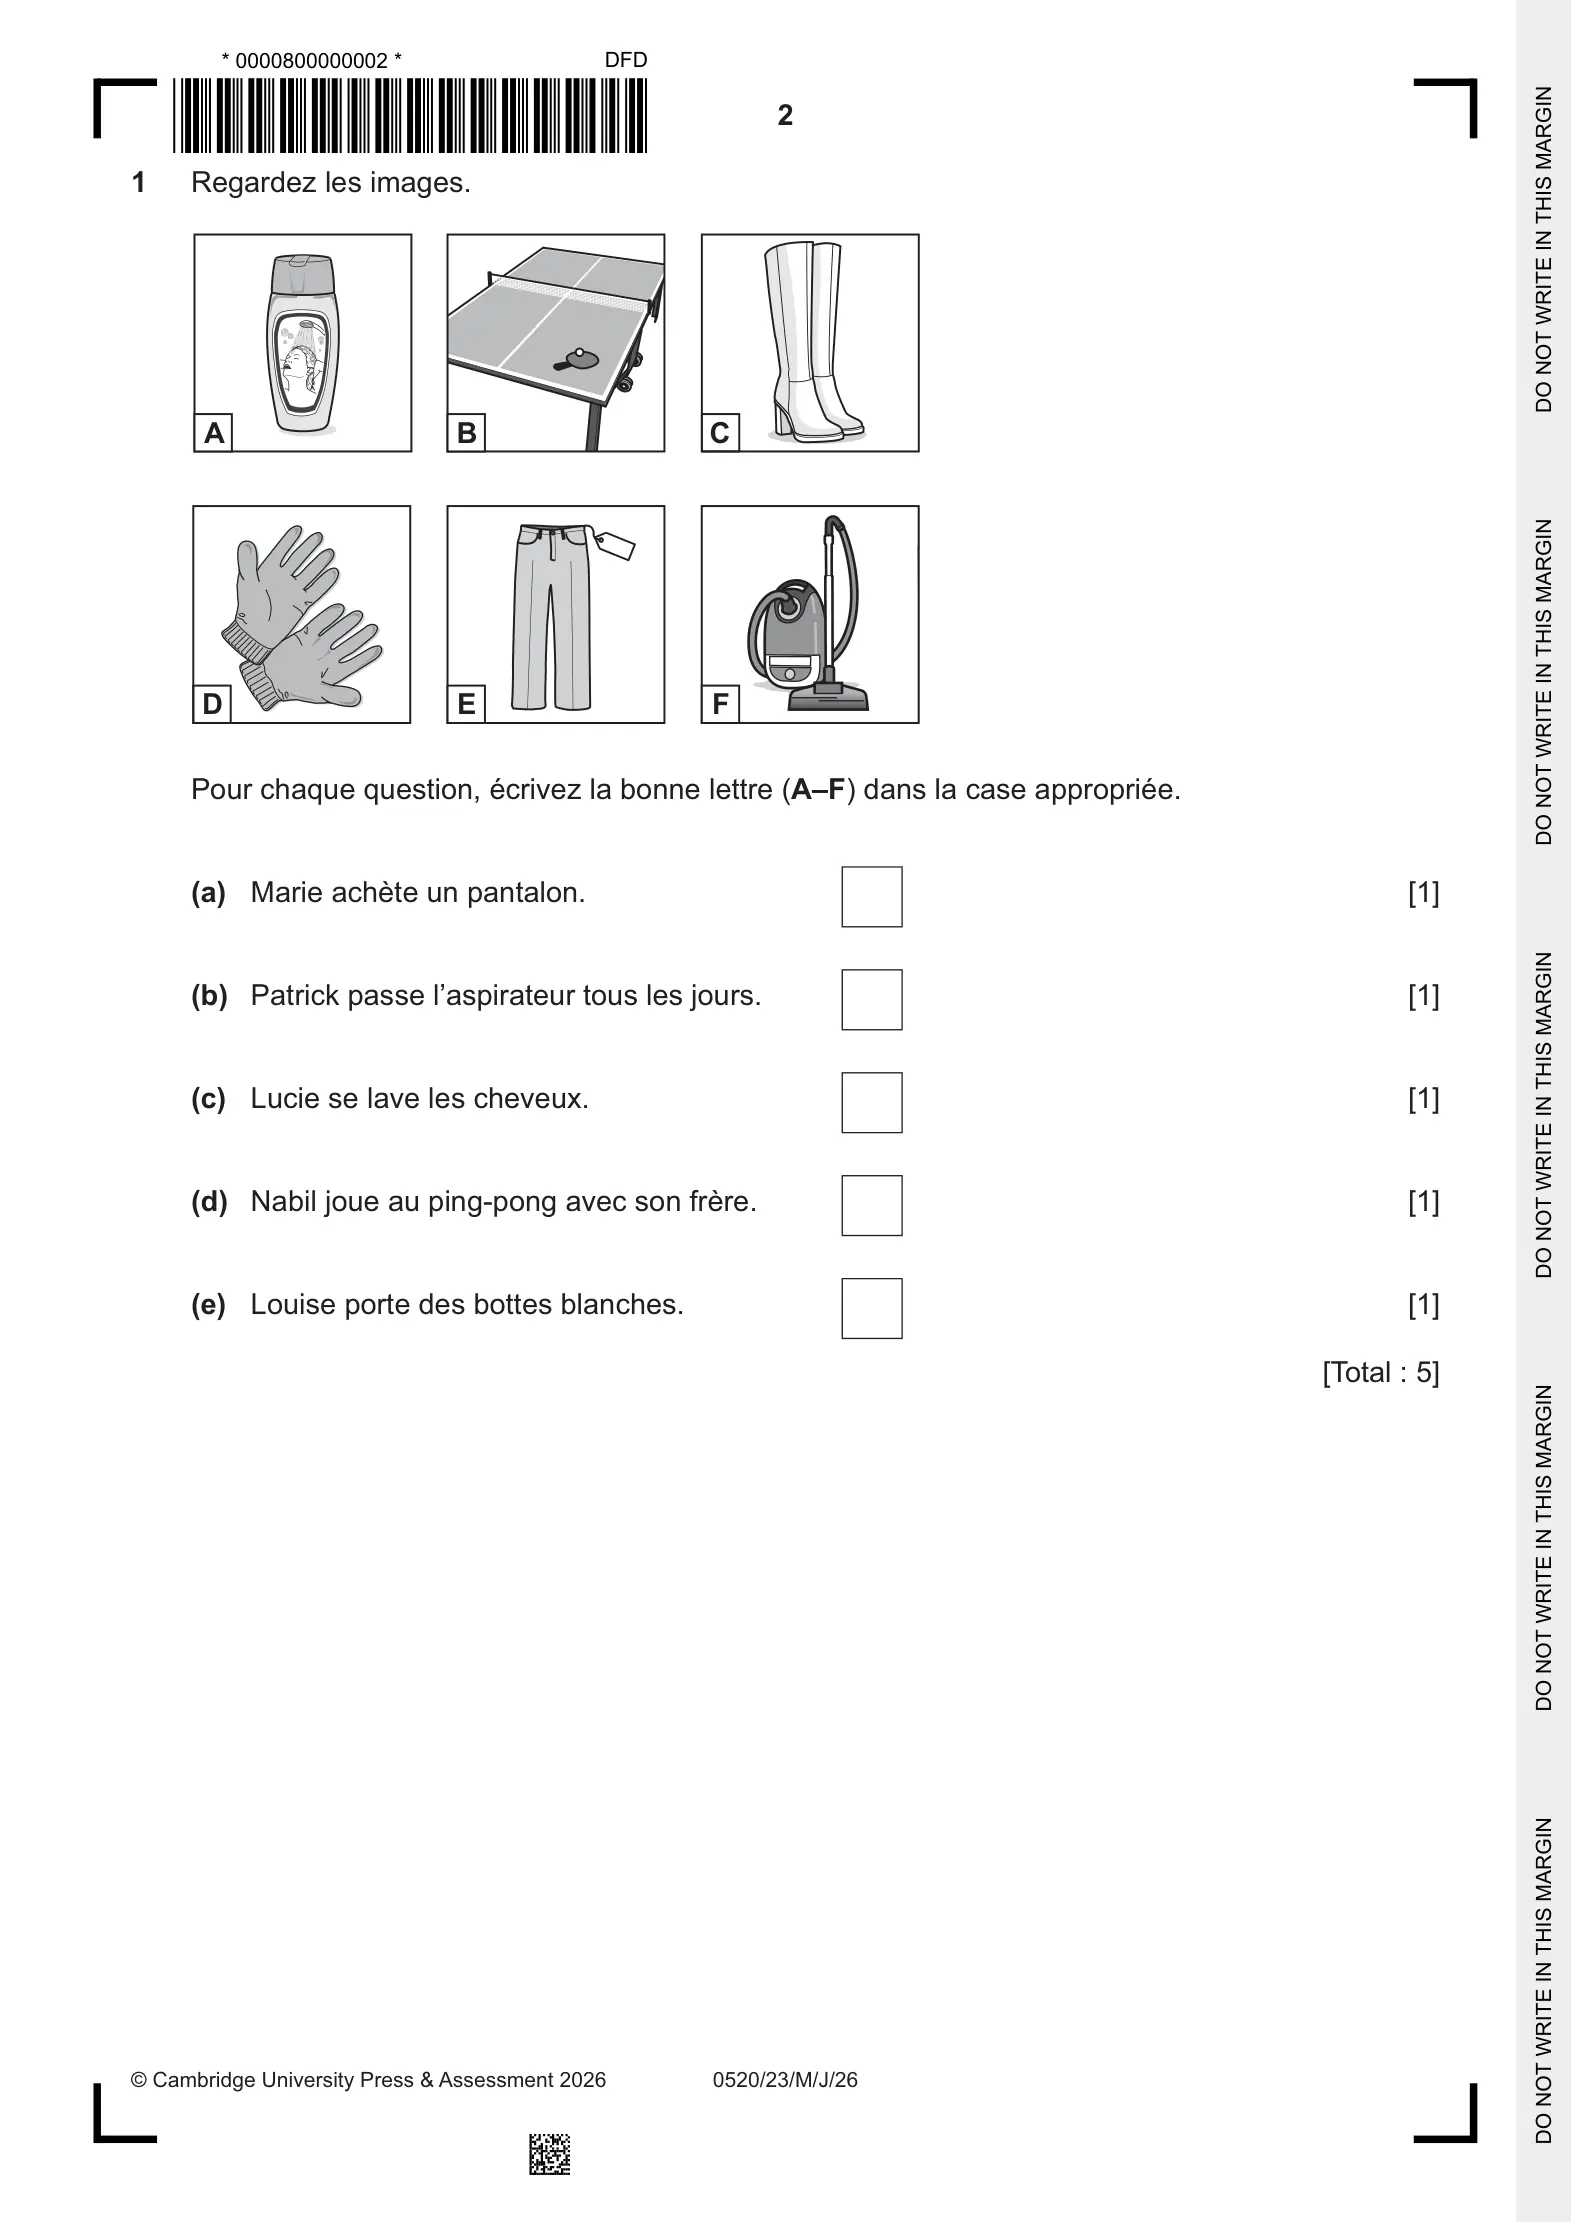 * 0000800000002 *
DFD
2
1 Regardez les images.
A
B
C
D
E
F
Pour chaque question, écrivez la bonne lettre (A–F) dans la case appropriée.
(a) Marie achète un pantalon. [1]
(b) Patrick passe l’aspirateur tous les jours. [1]
(c) Lucie se lave les cheveux. [1]
(d) Nabil joue au ping-pong avec son frère. [1]
(e) Louise porte des bottes blanches. [1]
[Total : 5]
© Cambridge University Press & Assessment 2026
0520/23/M/J/26
DO NOT WRITE IN THIS MARGIN
DO NOT WRITE IN THIS MARGIN
DO NOT WRITE IN THIS MARGIN
DO NOT WRITE IN THIS MARGIN
DO NOT WRITE IN THIS MARGIN